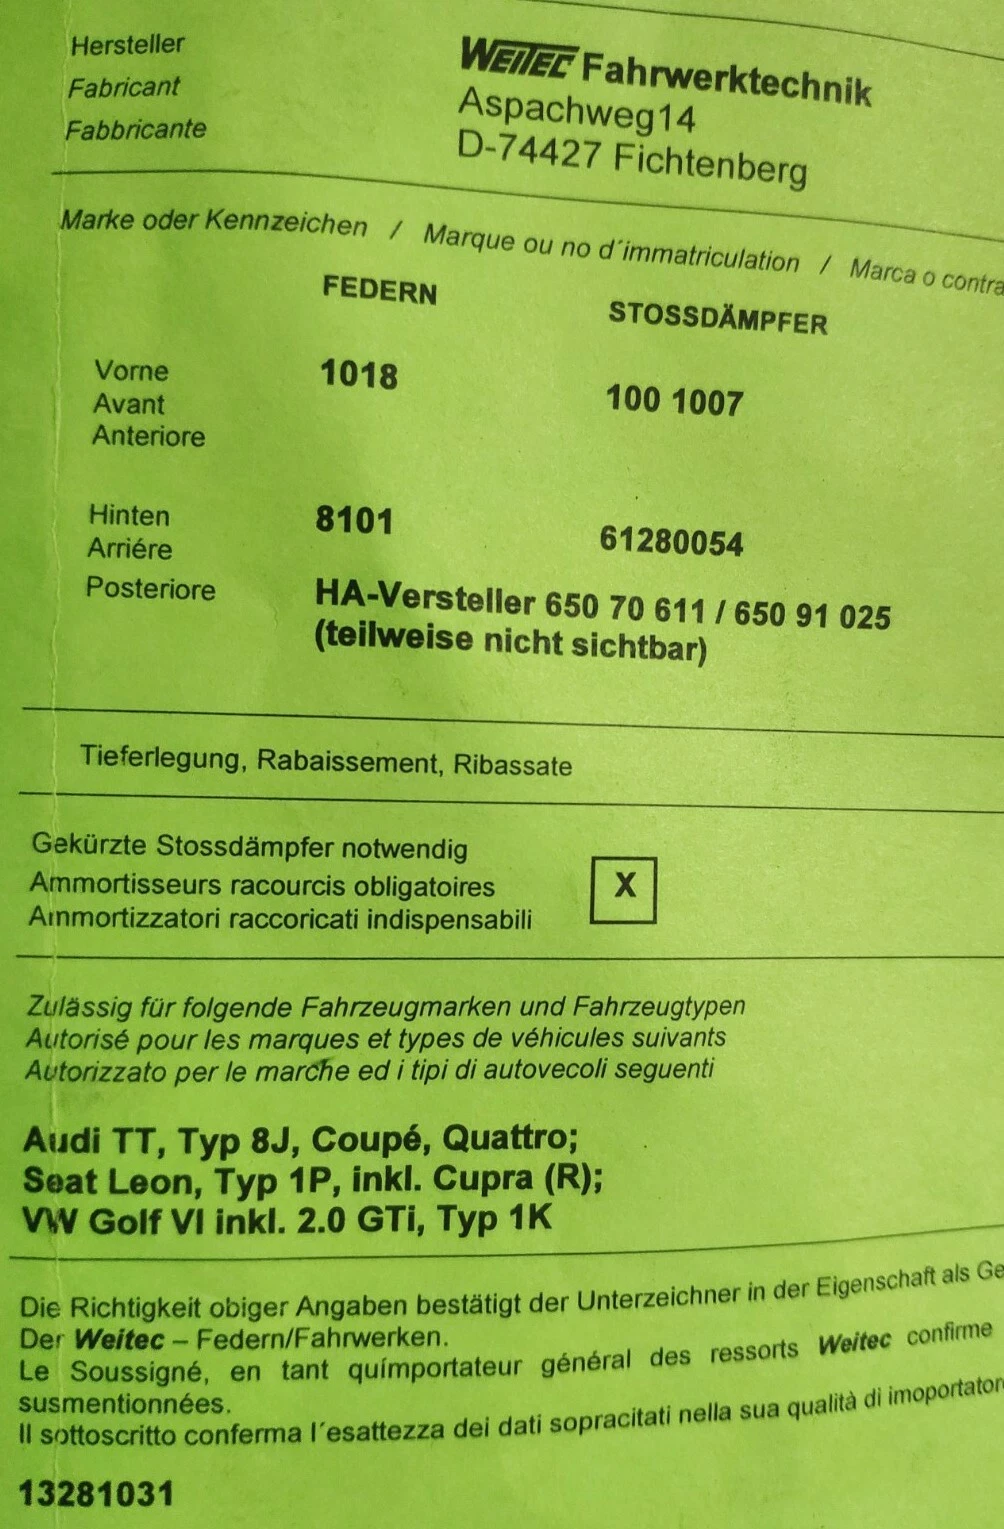 Hersteller
Fabricant
Fabbricante
WEITEC Fahrwerktechnik
Aspachweg14
D-74427 Fichtenberg
Marke oder Kennzeichen / Marque ou no d´immatriculation / Marca o contra
FEDERN STOSSDÄMPFER
Vorne 1018 100 1007
Avant
Anteriore
Hinten 8101 61280054
Arriére
Posteriore HA-Versteller 650 70 611 / 650 91 025
(teilweise nicht sichtbar)
Tieferlegung, Rabaissement, Ribassate
Gekürzte Stossdämpfer notwendig
Ammortisseurs racourcis obligatoires X
Ammortizzatori raccoricati indispensabili
Zulässig für folgende Fahrzeugmarken und Fahrzeugtypen
Autorisé pour les marques et types de véhicules suivants
Autorizzato per le marche ed i tipi di autovecoli seguenti
Audi TT, Typ 8J, Coupé, Quattro;
Seat Leon, Typ 1P, inkl. Cupra (R);
VW Golf VI inkl. 2.0 GTi, Typ 1K
Die Richtigkeit obiger Angaben bestätigt der Unterzeichner in der Eigenschaft als Ge
Der Weitec – Federn/Fahrwerken.
Le Soussigné, en tant químportateur général des ressorts Weitec confirme
susmentionnées.
Il sottoscritto conferma l´esattezza dei dati sopracitati nella sua qualità di imoportator
13281031